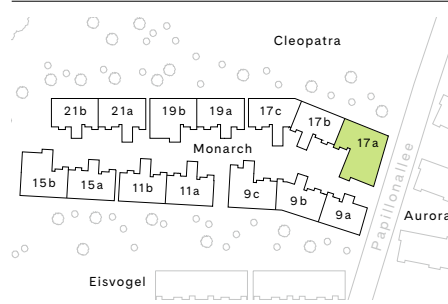 Cleopatra
21b 21a 19b 19a 17c 17b 17a
Monarch
15b 15a 11b 11a 9c 9b 9a
Papillonallee
Aurora
Eisvogel